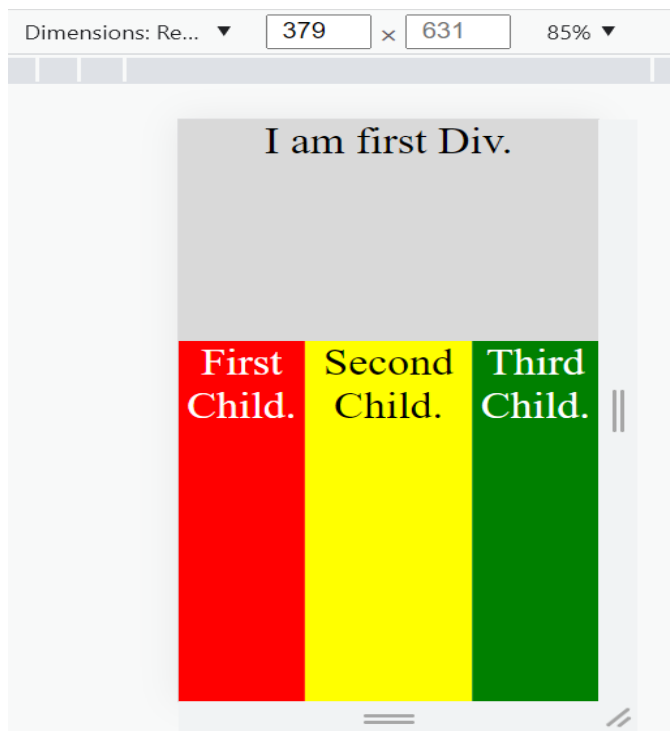 Dimensions: Re... ▼ 379 × 631 85% ▼
I am first Div.
First Second Third
Child. Child. Child.